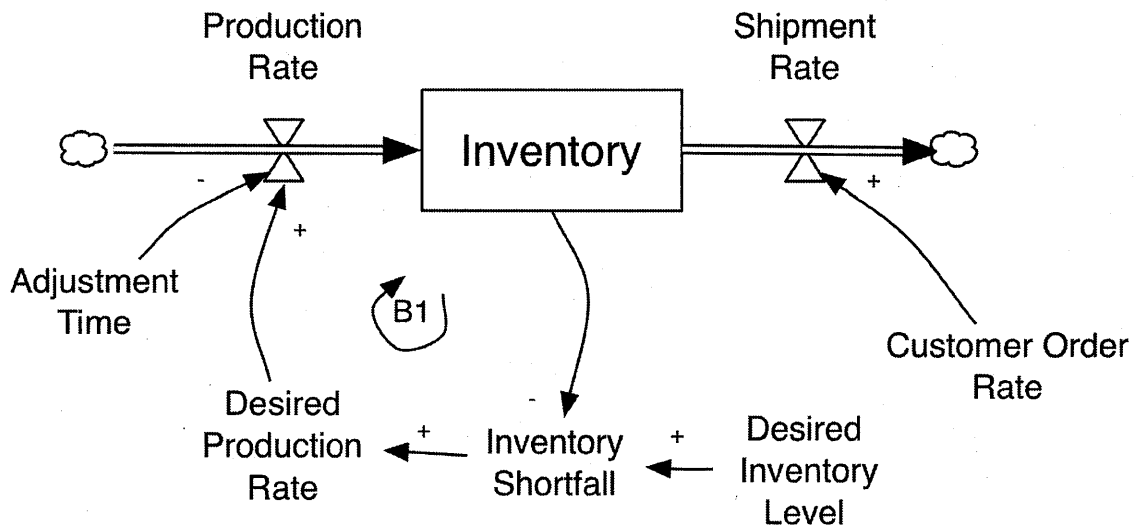 Production
Rate
Shipment
Rate
Inventory
-
+
+
Adjustment
Time
B1
Customer Order
Rate
-
Desired
Production
Rate
+
Inventory
Shortfall
+
Desired
Inventory
Level